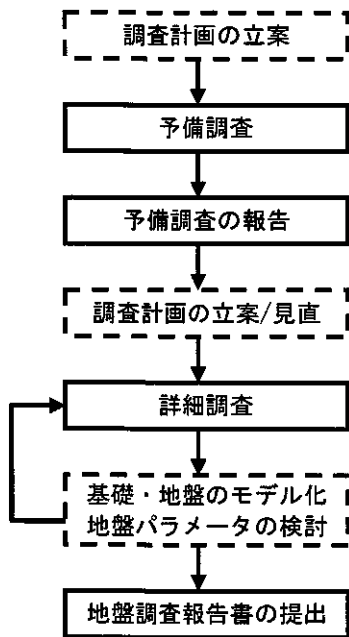 調査計画の立案
予備調査
予備調査の報告
調査計画の立案/見直
詳細調査
基礎・地盤のモデル化
地盤パラメータの検討
地盤調査報告書の提出